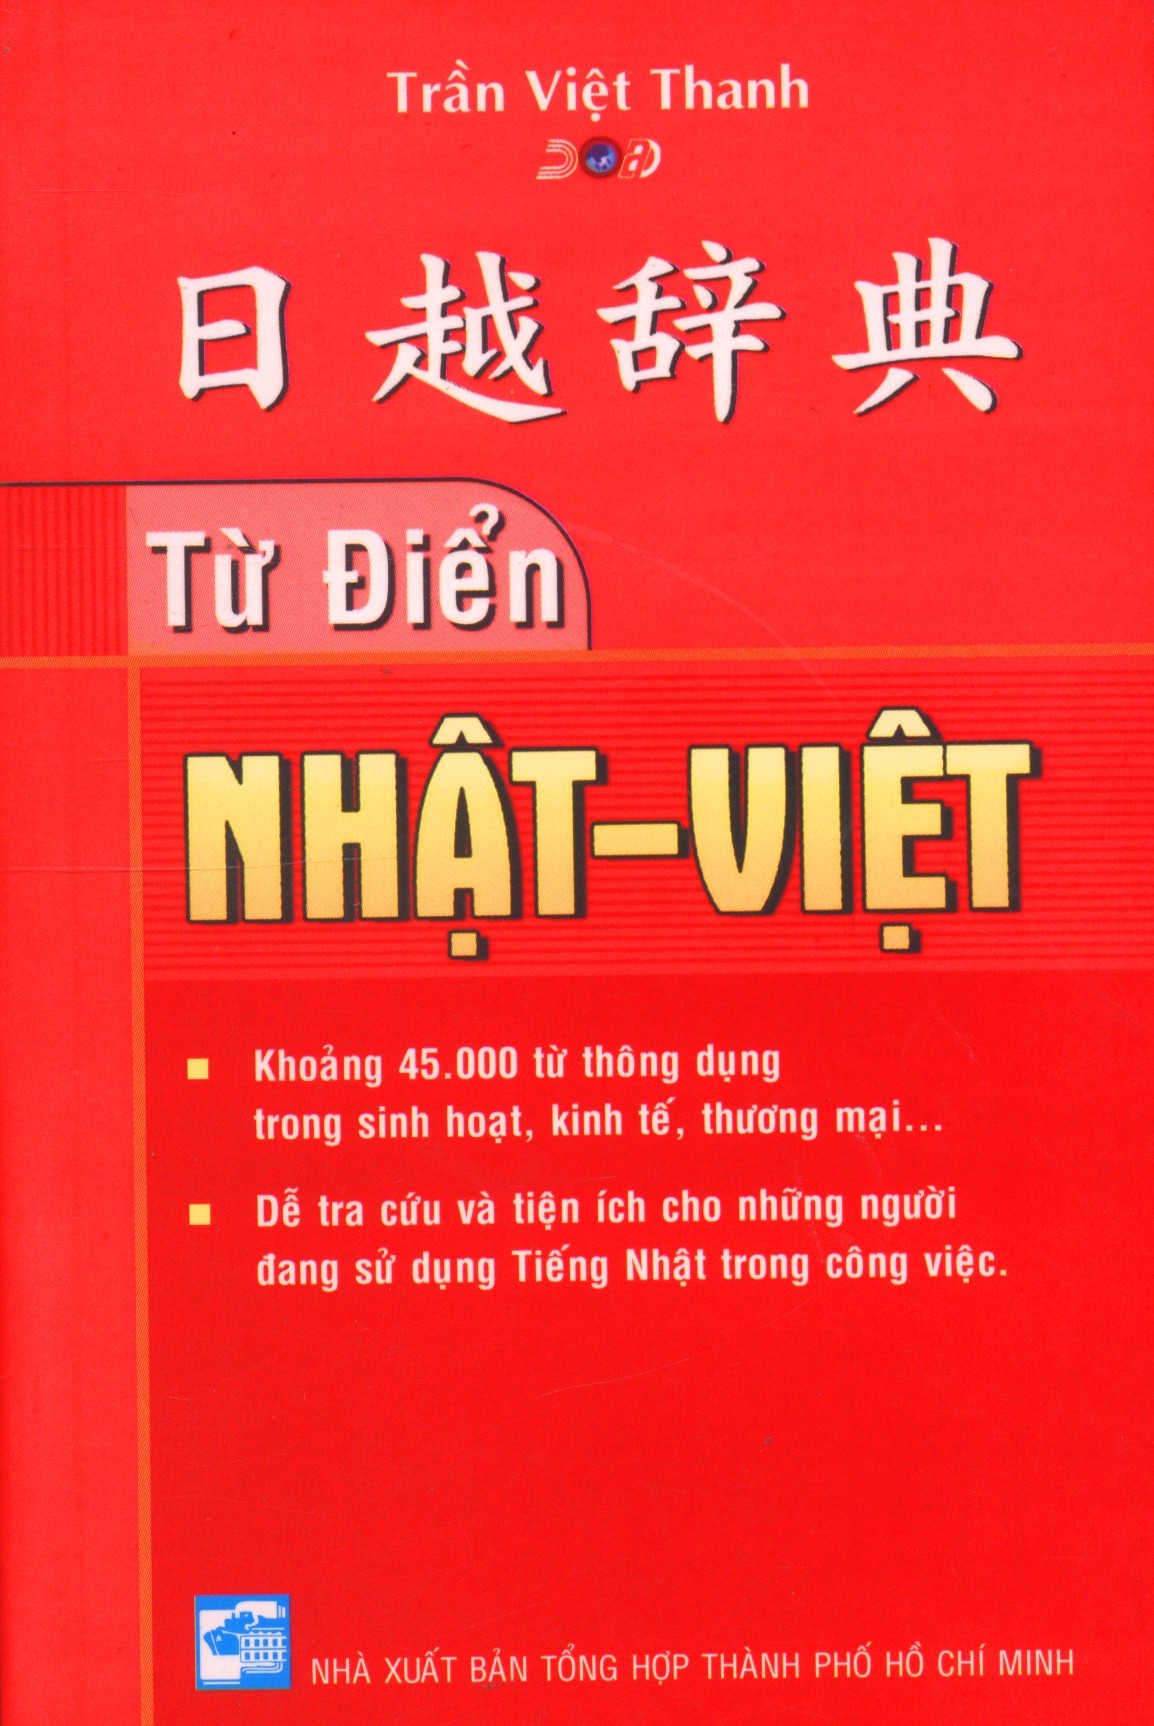 Trần Việt Thanh
日越辞典
Từ Điển
NHẬT-VIỆT
Khoảng 45.000 từ thông dụng
trong sinh hoạt, kinh tế, thương mại...
Dễ tra cứu và tiện ích cho những người
đang sử dụng Tiếng Nhật trong công việc.
NHÀ XUẤT BẢN TỔNG HỢP THÀNH PHỐ HỒ CHÍ MINH